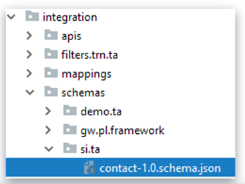 integration
apis
filters.trn.ta
mappings
schemas
demo.ta
gw.pl.framework
si.ta
contact-1.0.schema.json